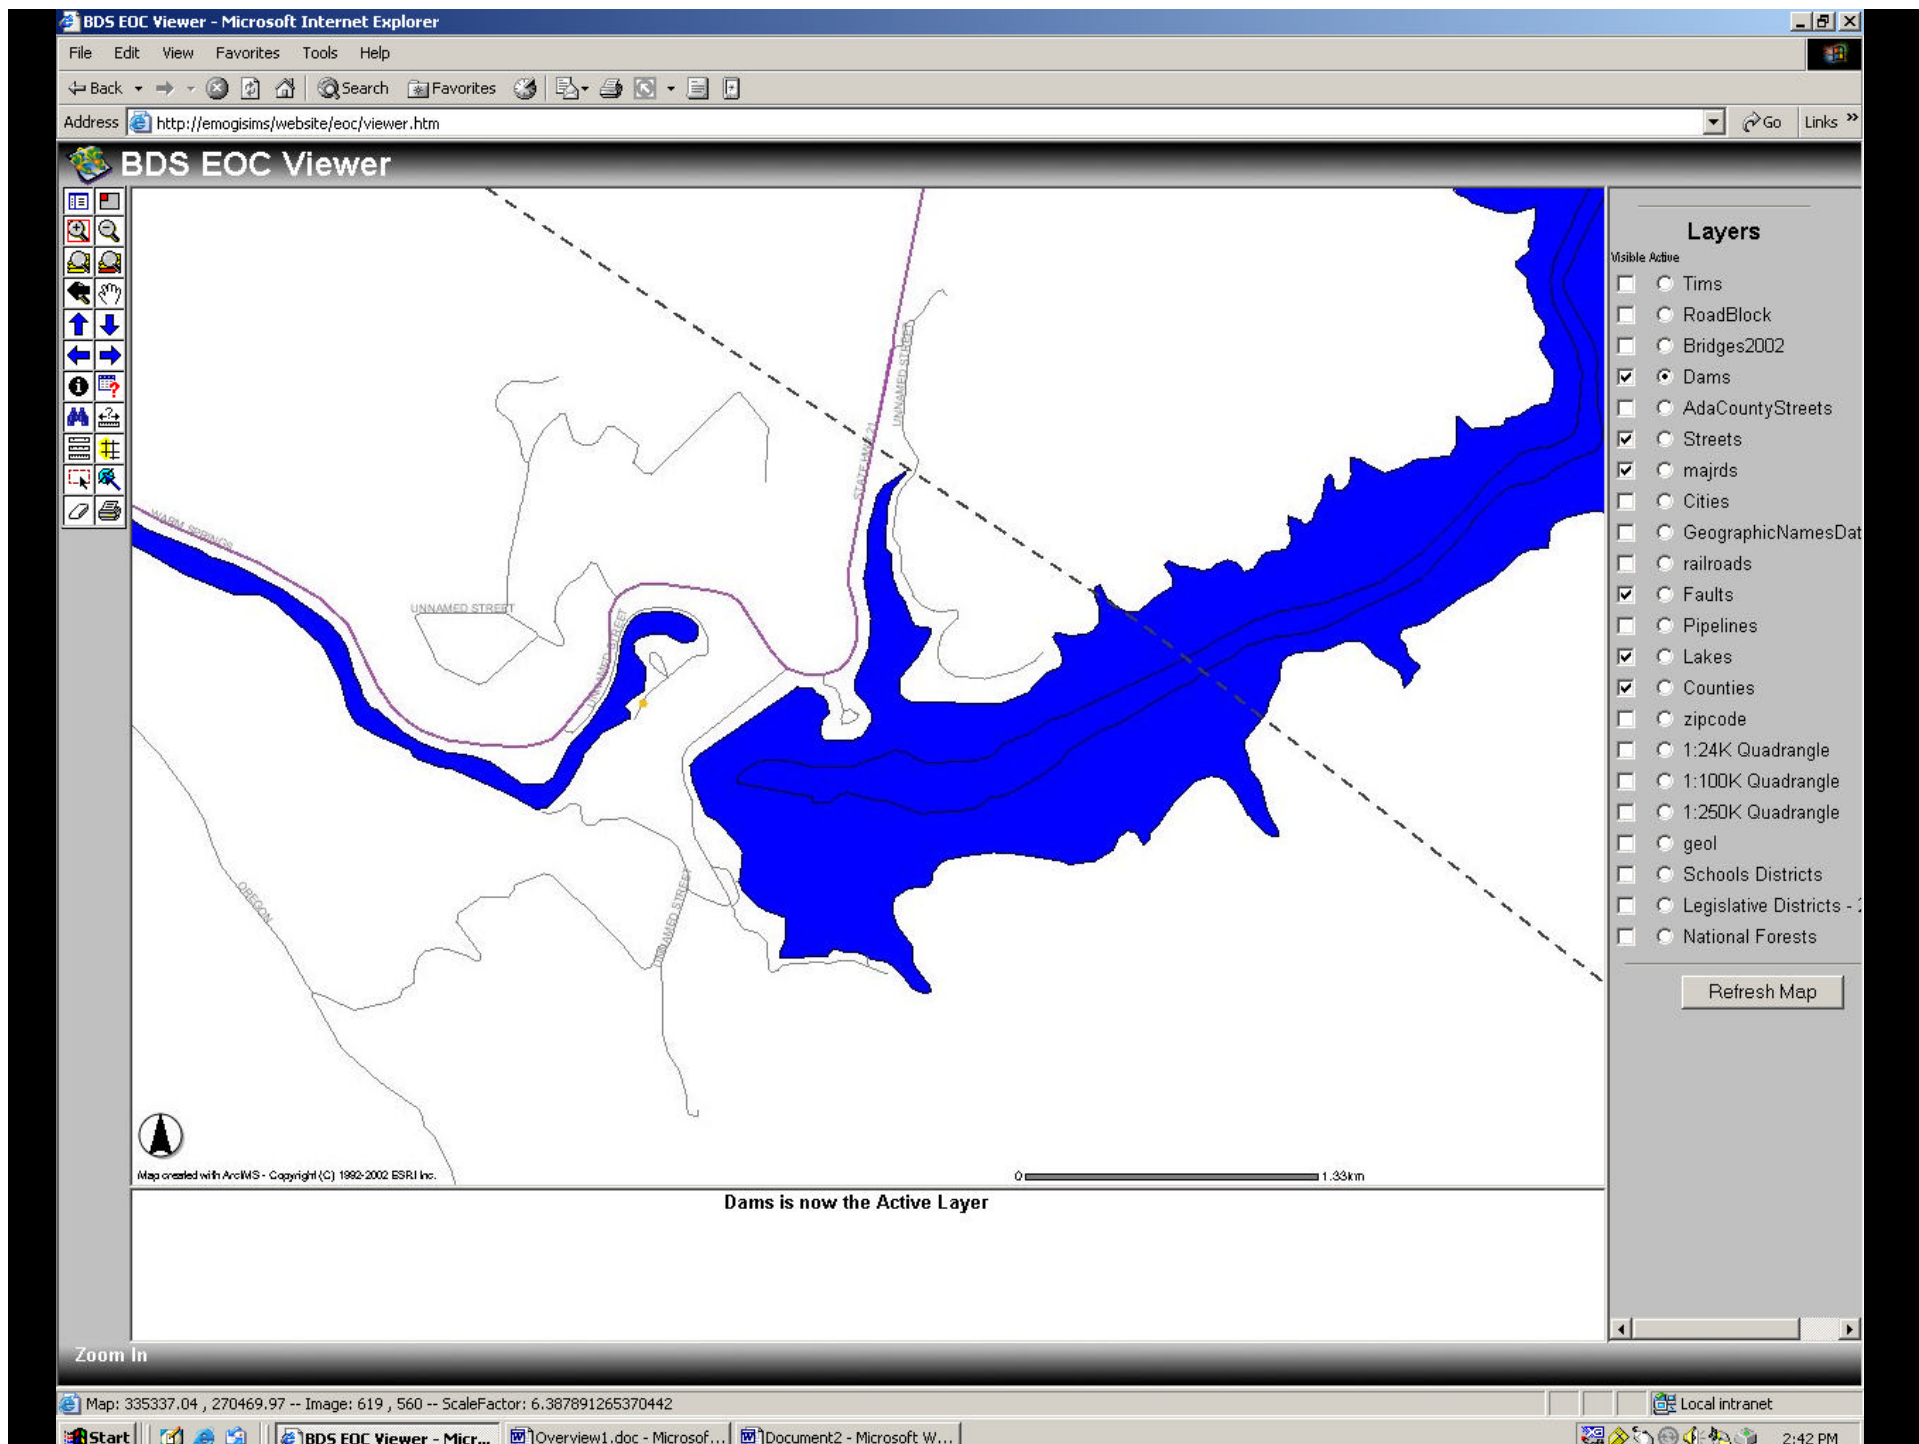 BDS EOC Viewer - Microsoft Internet Explorer
File Edit View Favorites Tools Help
Back Search Favorites
Address http://emogisims/website/eoc/viewer.htm Go Links »
BDS EOC Viewer
Layers
Visible Active
Tims
RoadBlock
Bridges2002
Dams
AdaCountyStreets
Streets
majrds
Cities
GeographicNamesDat
railroads
Faults
Pipelines
Lakes
Counties
zipcode
1:24K Quadrangle
1:100K Quadrangle
1:250K Quadrangle
geol
Schools Districts
Legislative Districts -
National Forests
Refresh Map
UNNAMED STREET
STATE HWY 21
WARM SPRINGS
UNNAMED STREET
UNNAMED STREET
OREGON
UNNAMED STREET
Map created with ArcIMS - Copyright (C) 1992-2002 ESRI Inc.
0 1.33km
Dams is now the Active Layer
Zoom In
Map: 335337.04 , 270469.97 -- Image: 619 , 560 -- ScaleFactor: 6.387891265370442
Local intranet
Start BDS EOC Viewer - Micr... Overview1.doc - Microsof... Document2 - Microsoft W... 2:42 PM